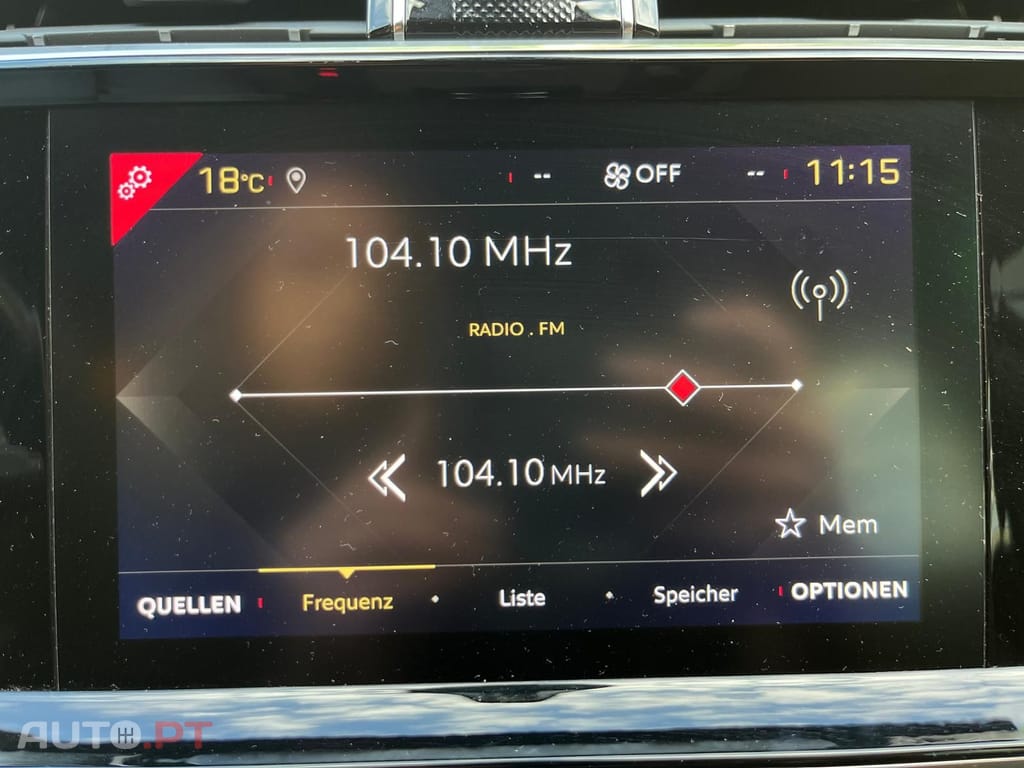 18°C -- OFF -- 11:15
104.10 MHz
RADIO . FM
104.10 MHz
Mem
QUELLEN Frequenz Liste Speicher OPTIONEN
AUTO.PT